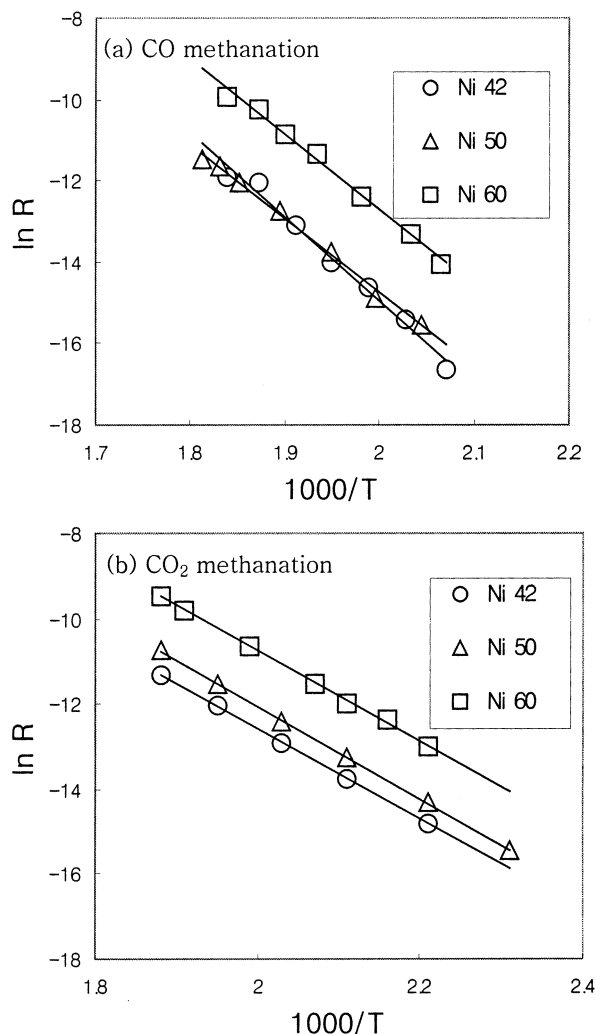 -8
(a) CO methanation
-10
Ni 42
Ni 50
-12
Ni 60
ln R
-14
-16
-18
1.7 1.8 1.9 2 2.1 2.2
1000/T
-8
(b) CO₂ methanation
Ni 42
-10
Ni 50
Ni 60
-12
ln R
-14
-16
-18
1.8 2 2.2 2.4
1000/T